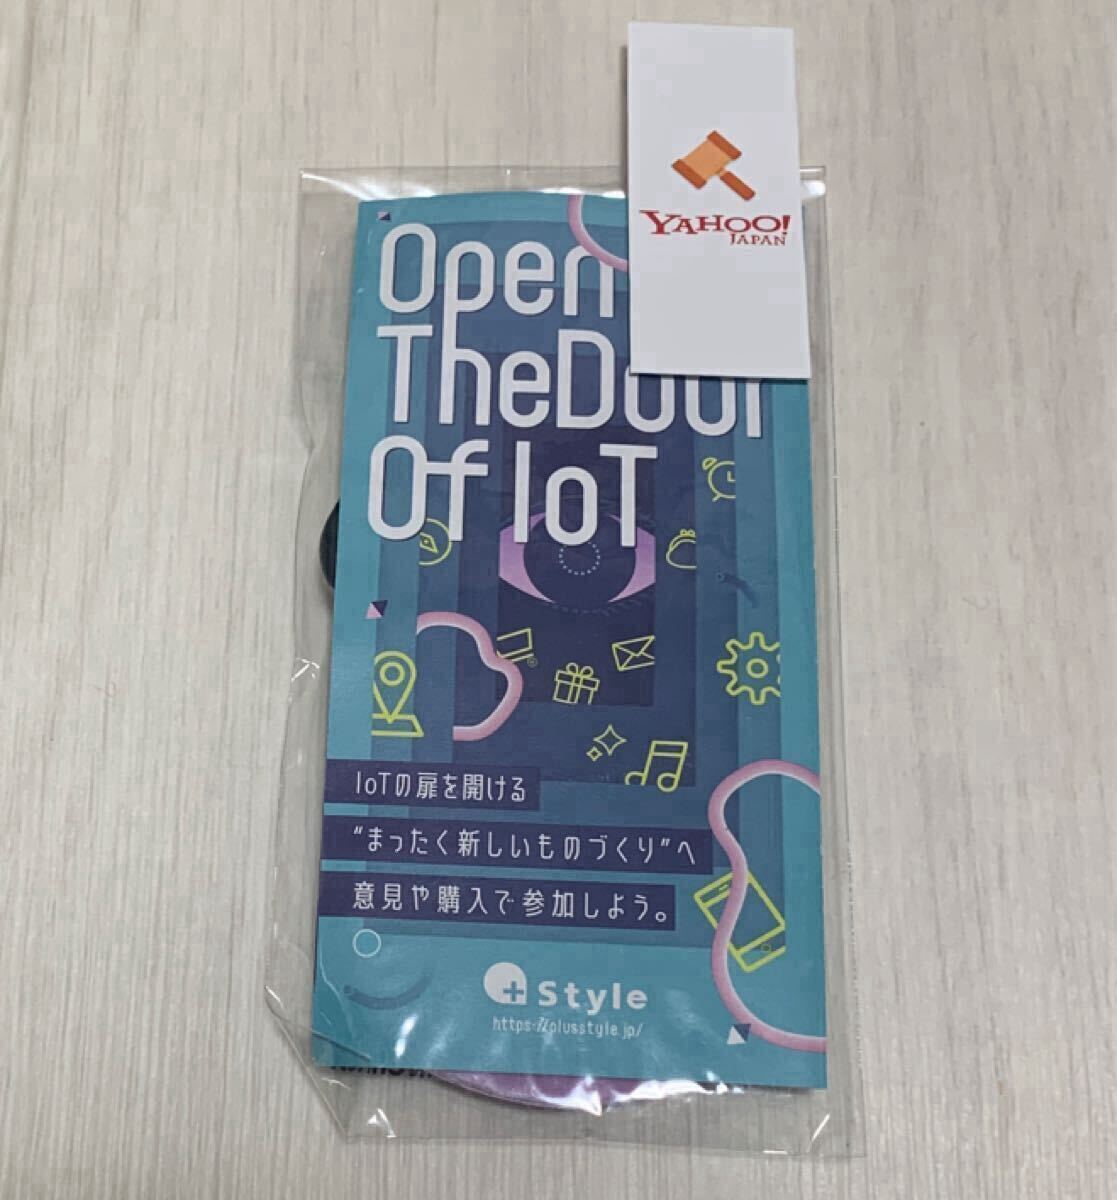 YAHOO!
JAPAN
Open
TheDoor
Of IoT
IoTの扉を開ける
“まったく新しいものづくり”へ
意見や購入で参加しよう。
+Style
https://plusstyle.jp/